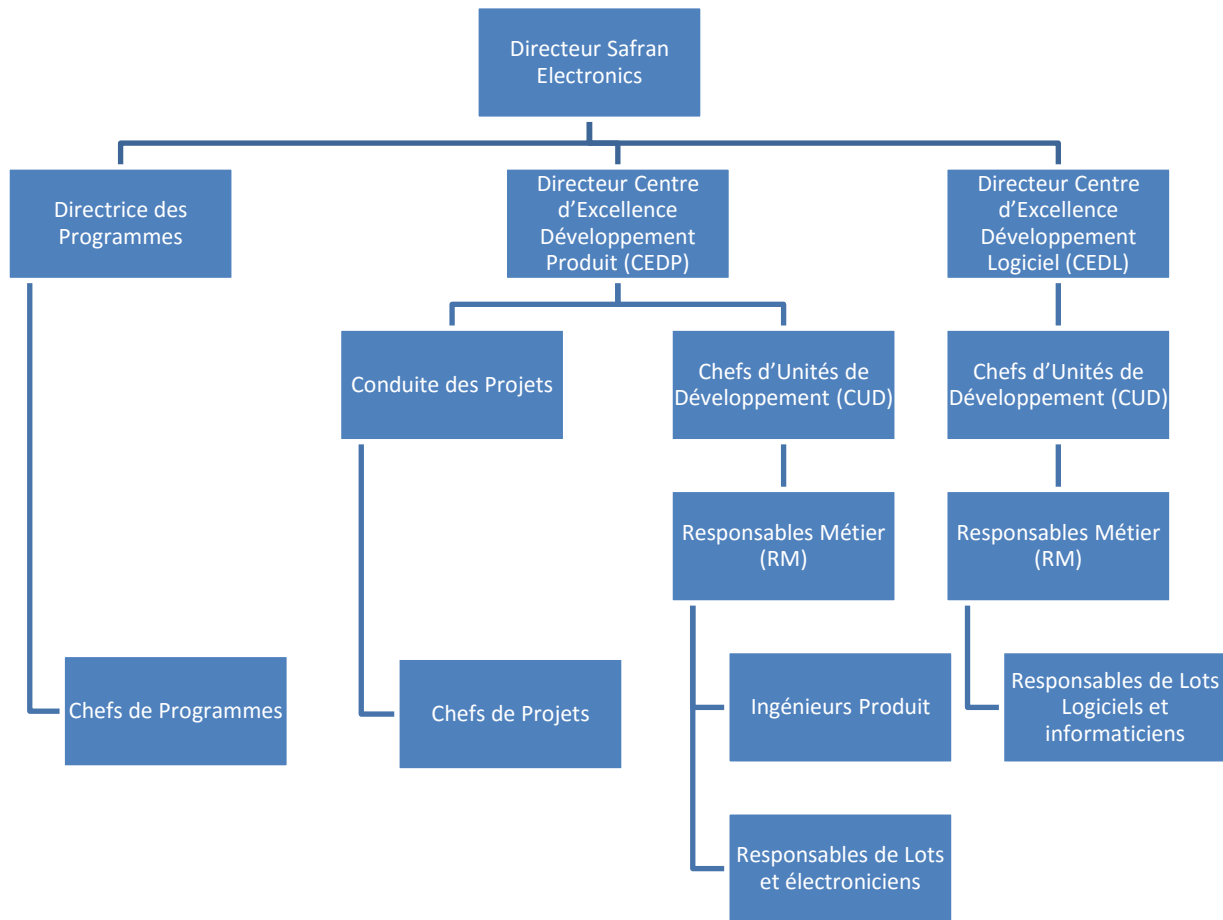 Directeur Safran
Electronics
Directrice des
Programmes
Directeur Centre
d’Excellence
Développement
Produit (CEDP)
Directeur Centre
d’Excellence
Développement
Logiciel (CEDL)
Conduite des Projets
Chefs d’Unités de
Développement (CUD)
Chefs d’Unités de
Développement (CUD)
Responsables Métier
(RM)
Responsables Métier
(RM)
Chefs de Programmes
Chefs de Projets
Ingénieurs Produit
Responsables de Lots
Logiciels et
informaticiens
Responsables de Lots
et électroniciens